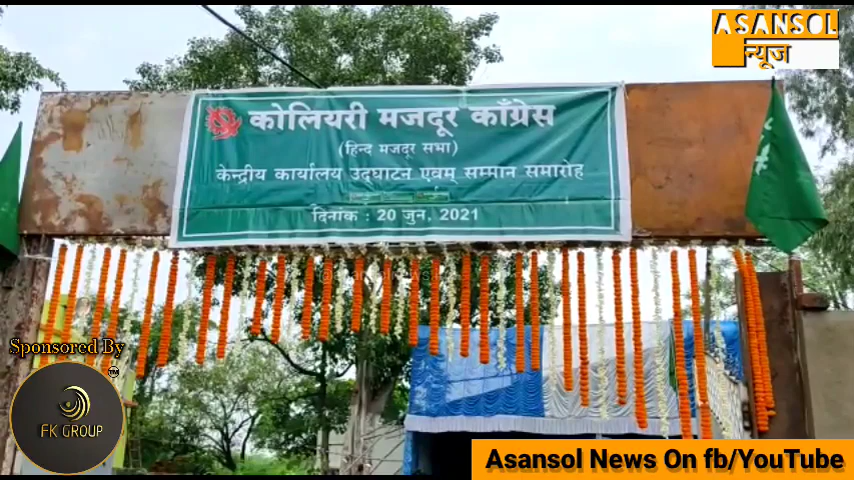 ASANSOL
न्यूज
कोलियरी मजदूर काँग्रेस
(हिन्द मजदूर सभा)
केन्द्रीय कार्यालय उद्घाटन एवम् सम्मान समारोह
दिनांक : 20 जुन, 2021
Sponsored By
TM
FK GROUP
Asansol News On fb/YouTube